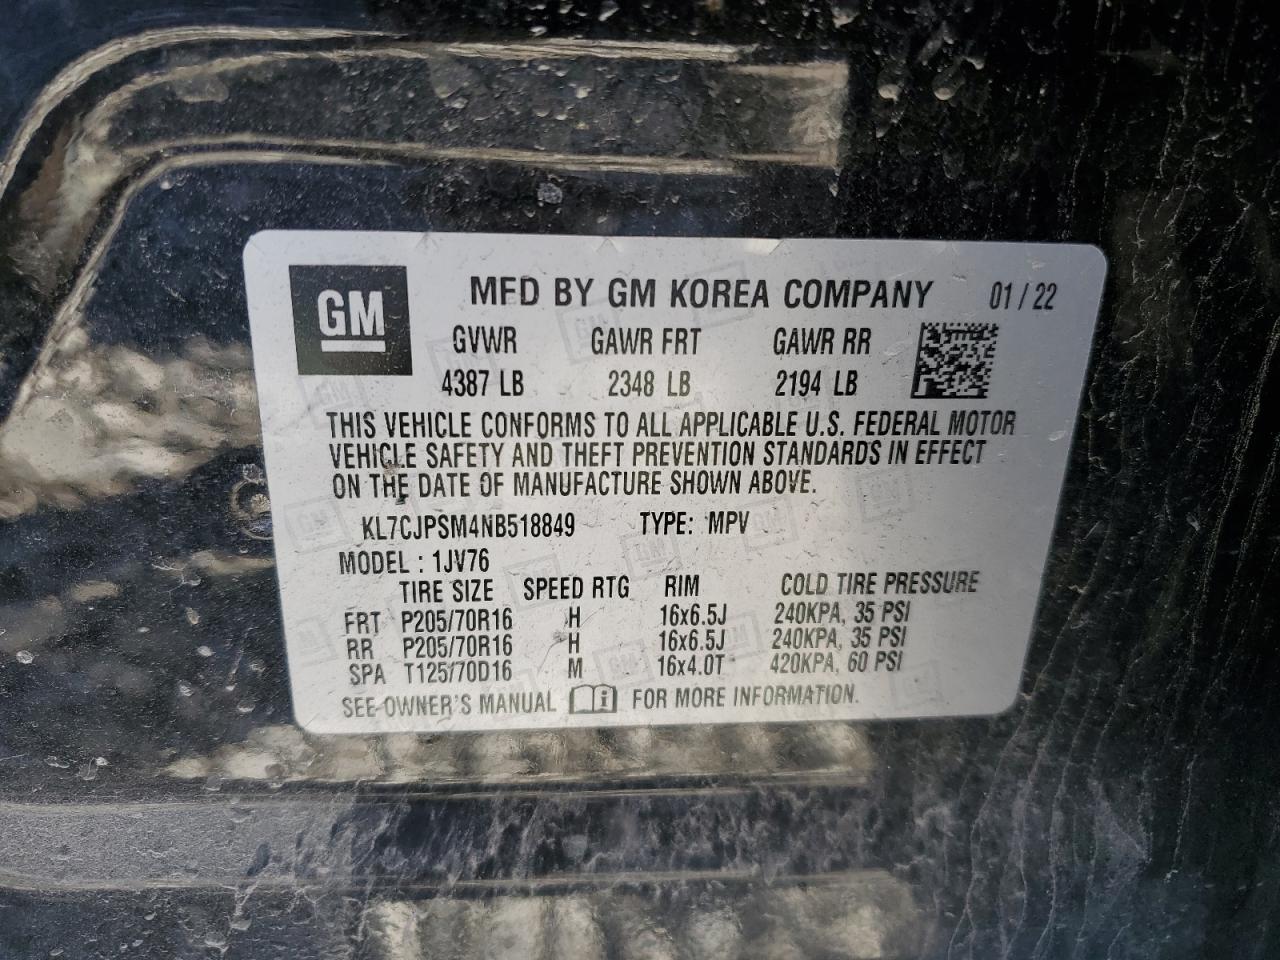 GM
MFD BY GM KOREA COMPANY 01/22
GVWR GAWR FRT GAWR RR
4387 LB 2348 LB 2194 LB
THIS VEHICLE CONFORMS TO ALL APPLICABLE U.S. FEDERAL MOTOR
VEHICLE SAFETY AND THEFT PREVENTION STANDARDS IN EFFECT
ON THE DATE OF MANUFACTURE SHOWN ABOVE.
KL7CJPSM4NB518849 TYPE: MPV
MODEL : 1JV76
TIRE SIZE SPEED RTG RIM COLD TIRE PRESSURE
FRT P205/70R16 H 16x6.5J 240KPA, 35 PSI
RR P205/70R16 H 16x6.5J 240KPA, 35 PSI
SPA T125/70D16 M 16x4.0T 420KPA, 60 PSI
SEE OWNER'S MANUAL FOR MORE INFORMATION.